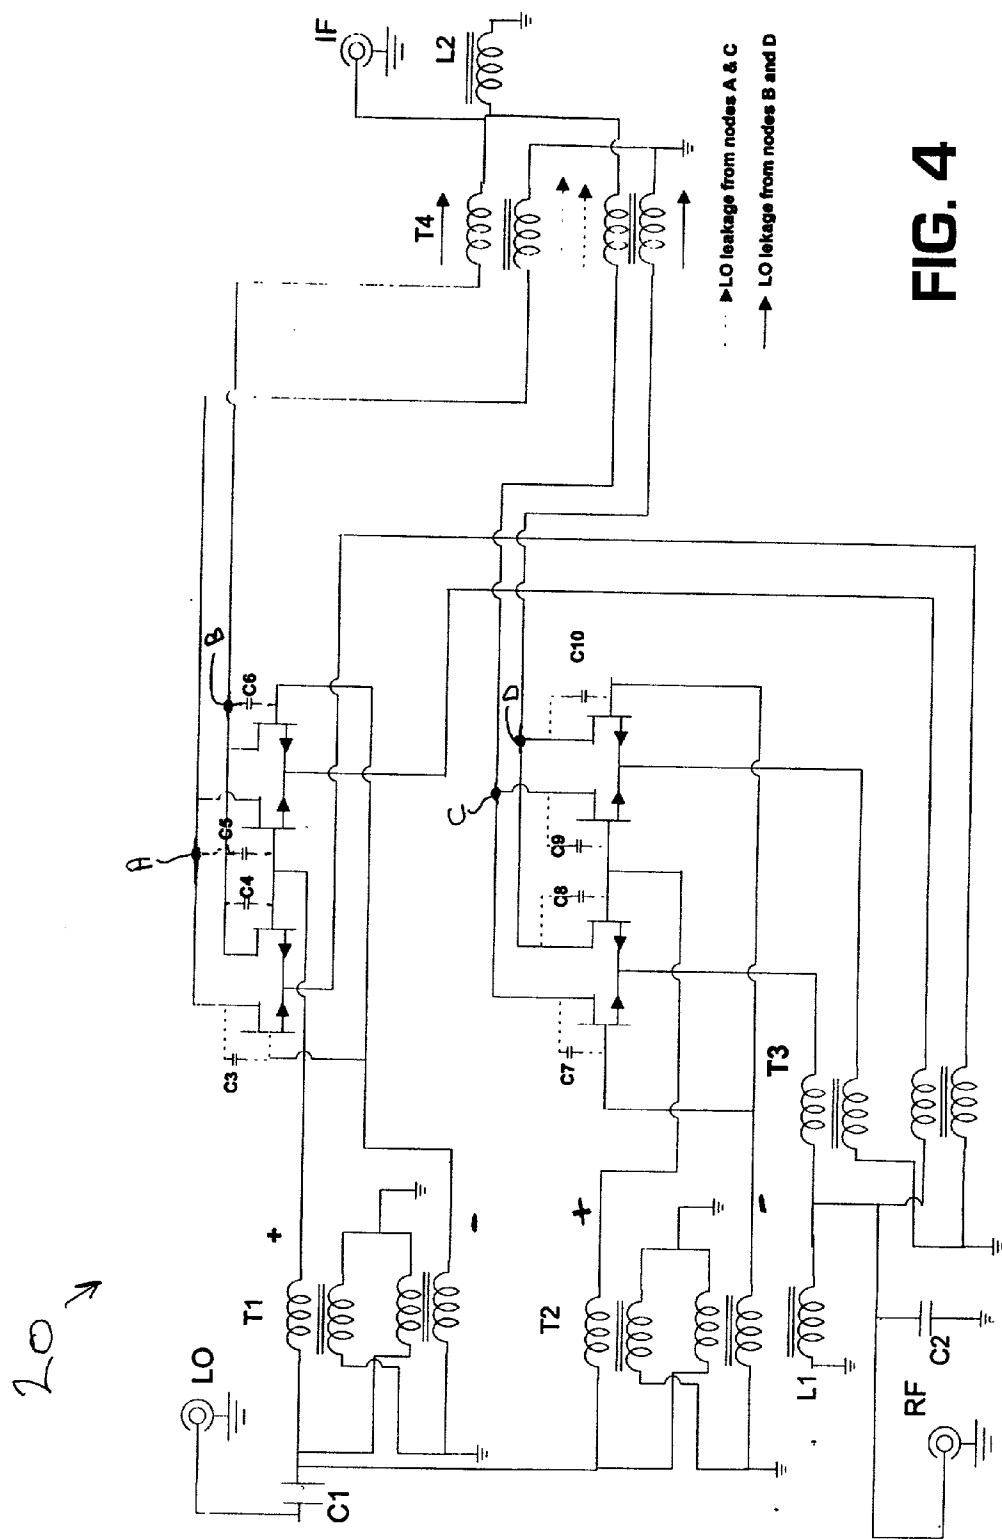 20
LO
C1
T1
+
-
C3
A
C4
C5
B
C6
T4
IF
L2
T2
+
-
C7
C8
C9
C
D
C10
T3
L1
RF
C2
LO leakage from nodes A & C
LO lekage from nodes B and D
FIG. 4